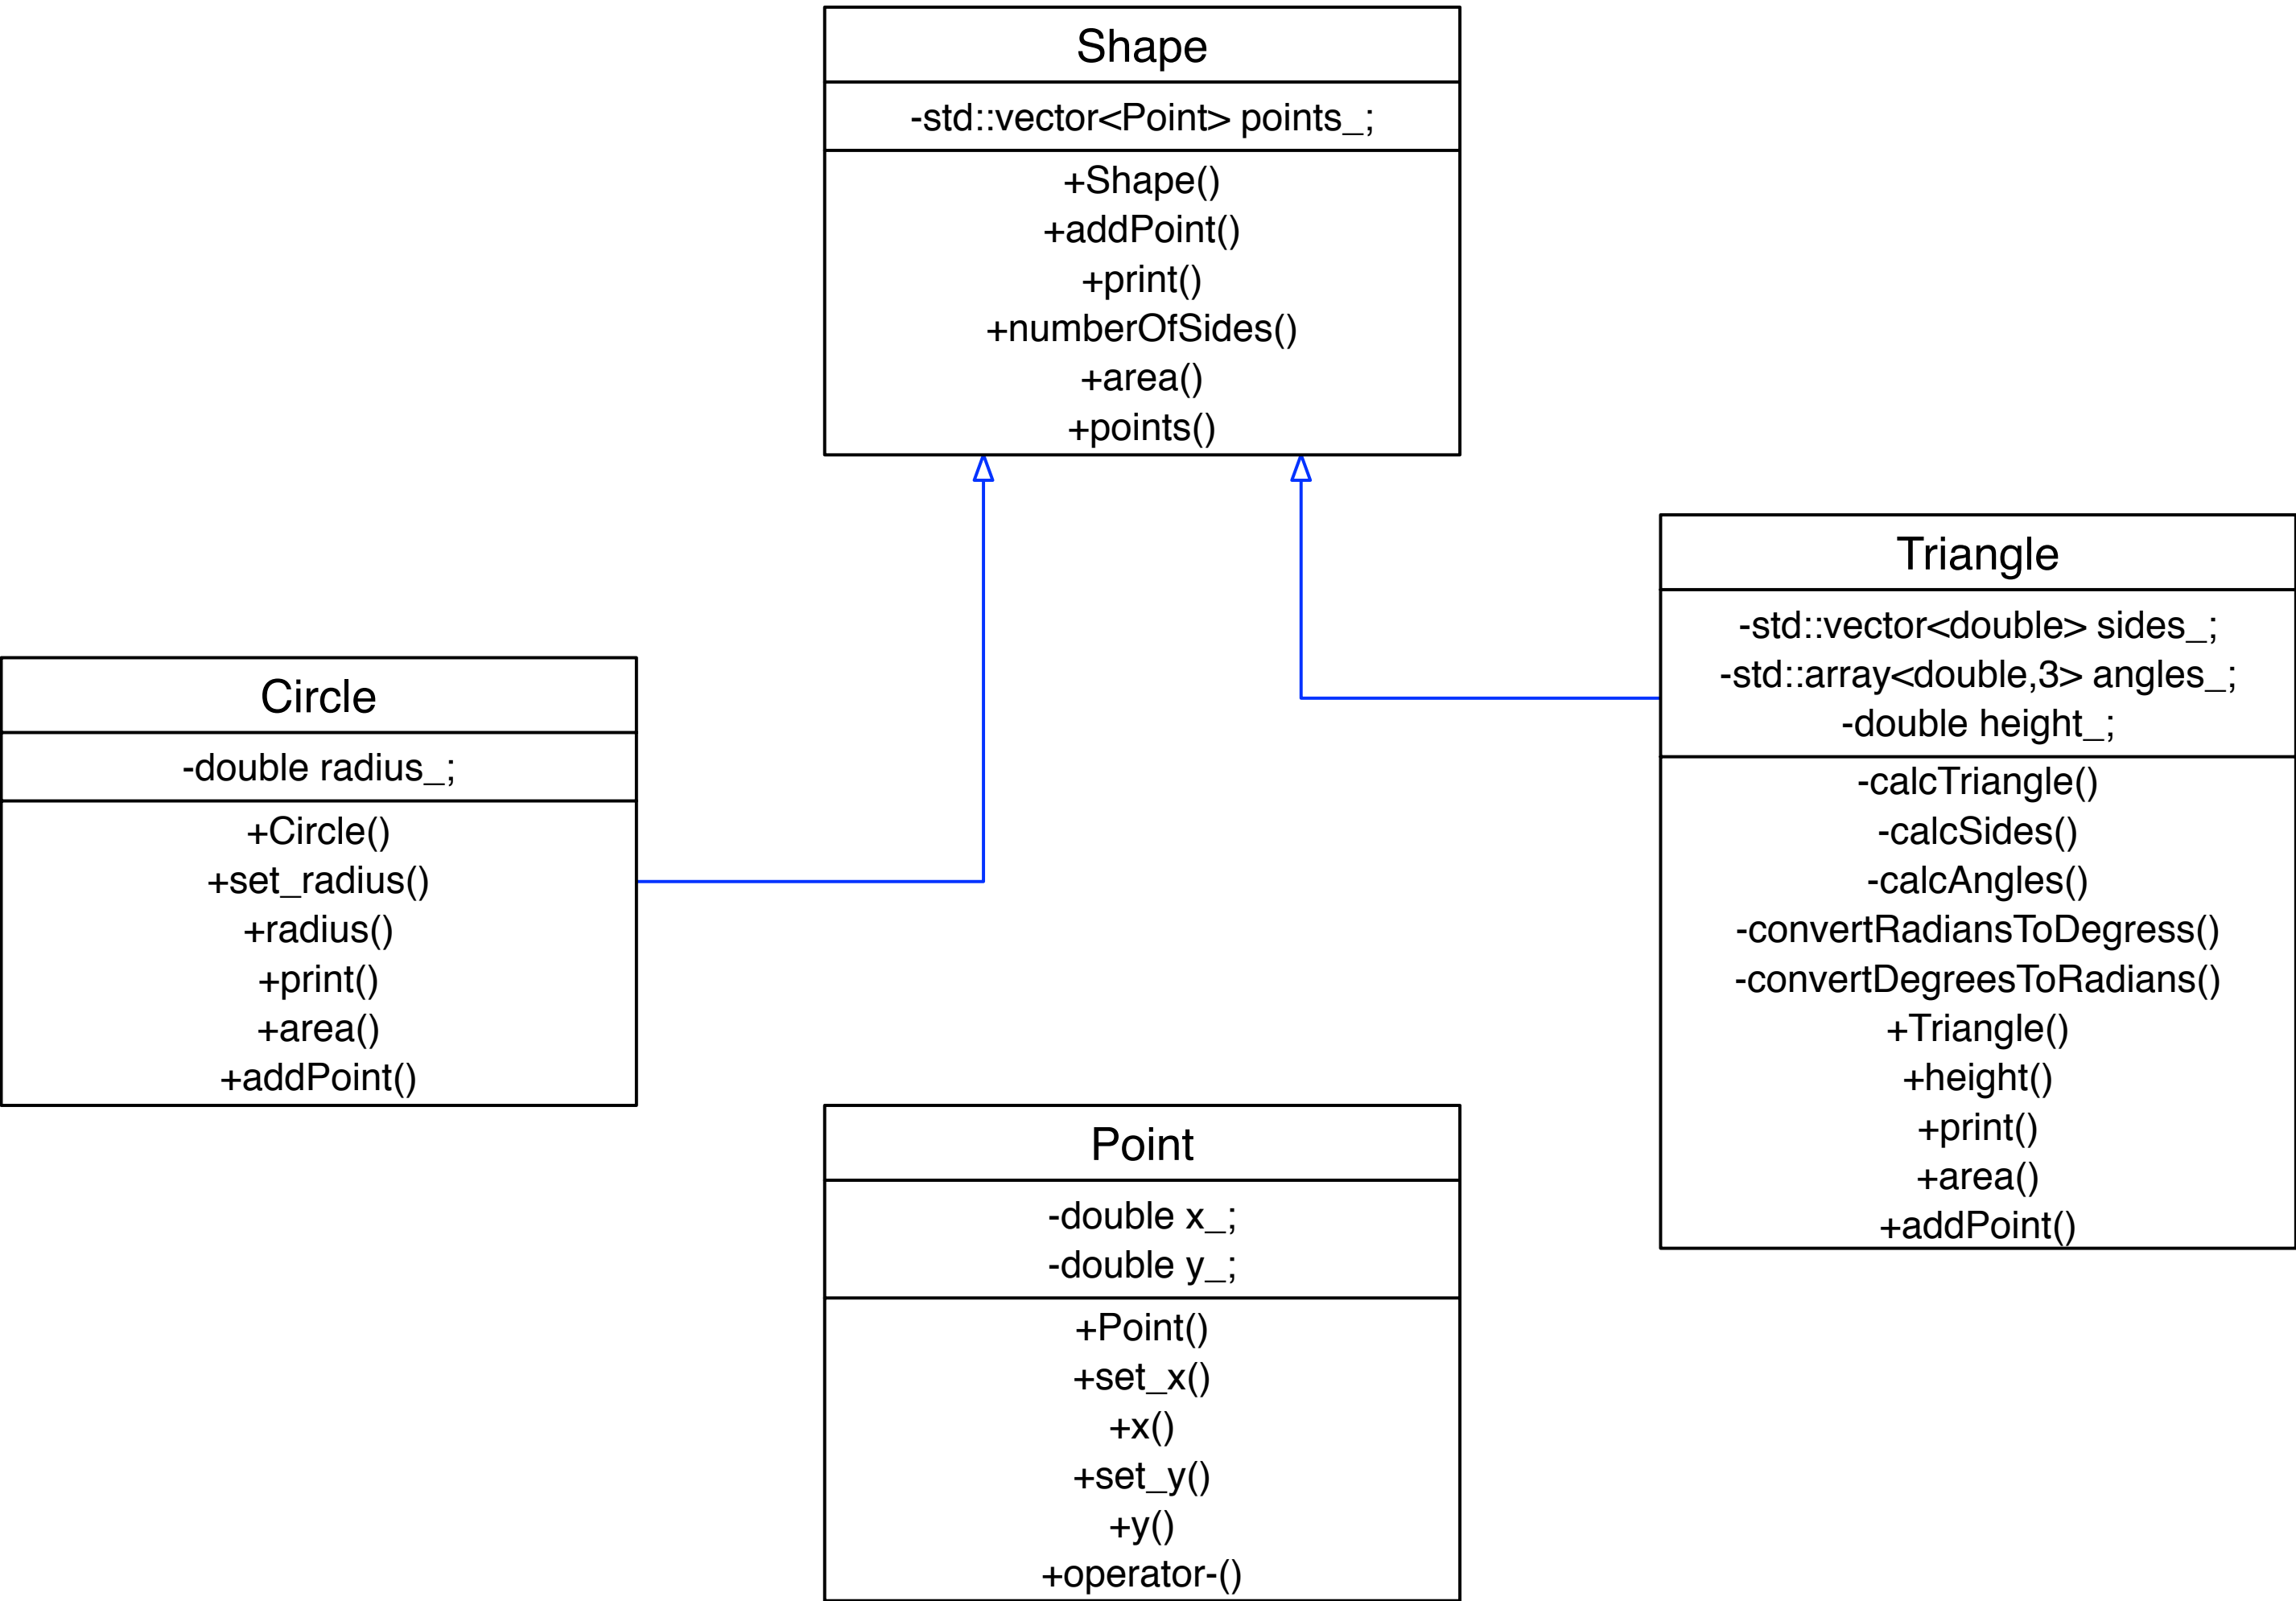 Shape
-std::vector<Point> points_;
+Shape()
+addPoint()
+print()
+numberOfSides()
+area()
+points()
Circle
-double radius_;
+Circle()
+set_radius()
+radius()
+print()
+area()
+addPoint()
Triangle
-std::vector<double> sides_;
-std::array<double,3> angles_;
-double height_;
-calcTriangle()
-calcSides()
-calcAngles()
-convertRadiansToDegress()
-convertDegreesToRadians()
+Triangle()
+height()
+print()
+area()
+addPoint()
Point
-double x_;
-double y_;
+Point()
+set_x()
+x()
+set_y()
+y()
+operator-()